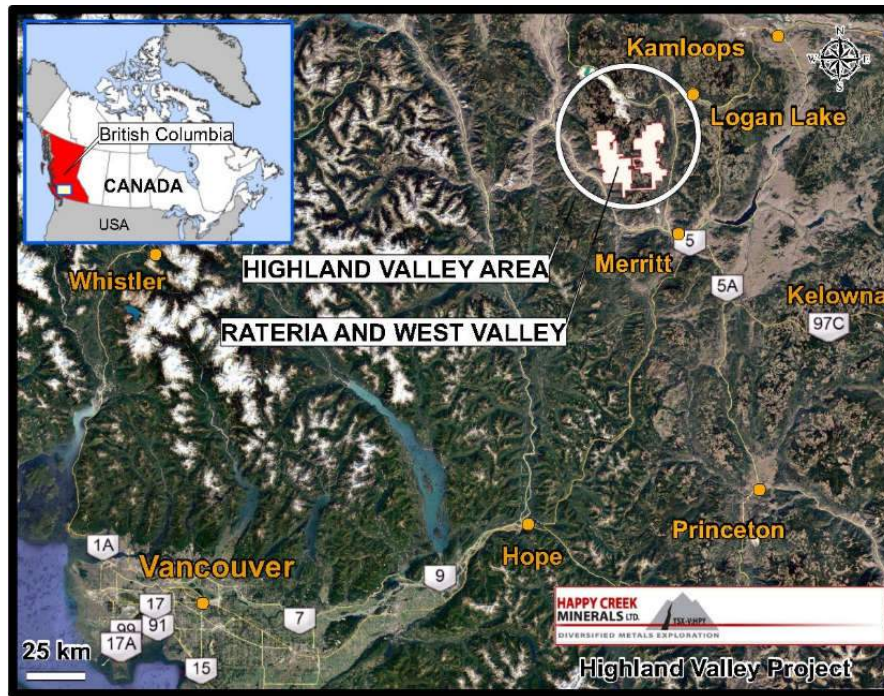 British Columbia
CANADA
USA
Kamloops
N
W
E
S
Logan Lake
HIGHLAND VALLEY AREA
Merritt
5
5A
Whistler
Kelowna
97C
RATERIA AND WEST VALLEY
Princeton
Hope
1A
Vancouver
9
17
7
99
91
17A
15
25 km
HAPPY CREEK
MINERALS LTD.
TSX-V:HPY
DIVERSIFIED METALS EXPLORATION
Highland Valley Project